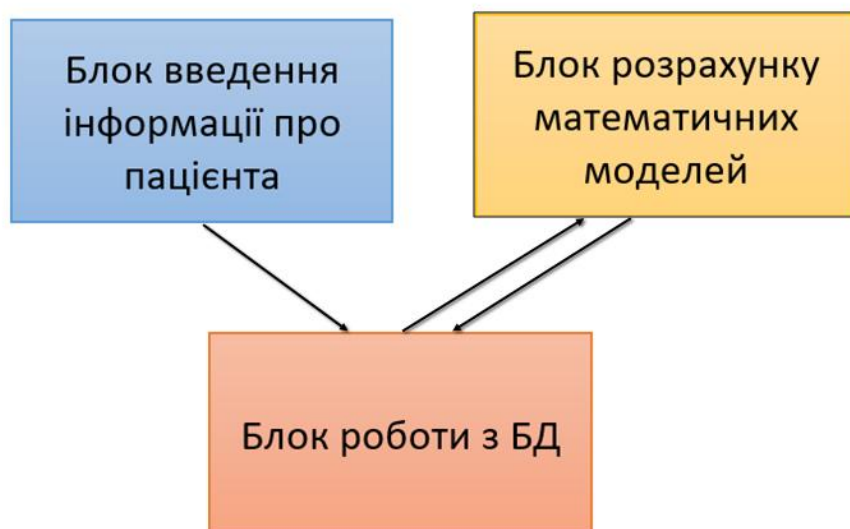 Блок введення
інформації про
пацієнта
Блок розрахунку
математичних
моделей
Блок роботи з БД